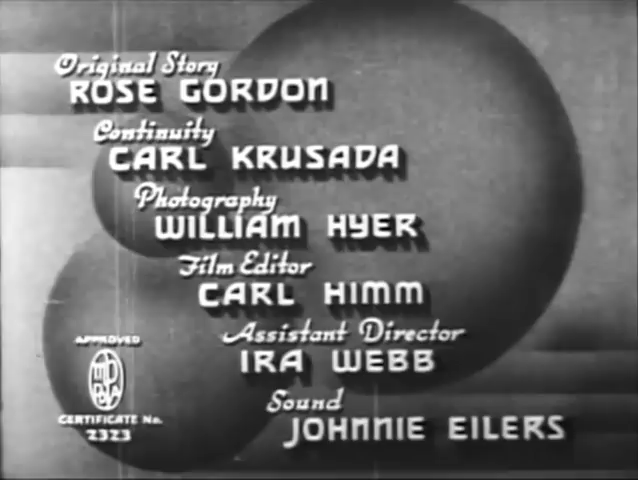 Original Story
ROSE GORDON
Continuity
CARL KRUSADA
Photography
WILLIAM HYER
Film Editor
CARL HIMM
Assistant Director
IRA WEBB
Sound
JOHNNIE EILERS
APPROVED
MPDA
CERTIFICATE No.
2323